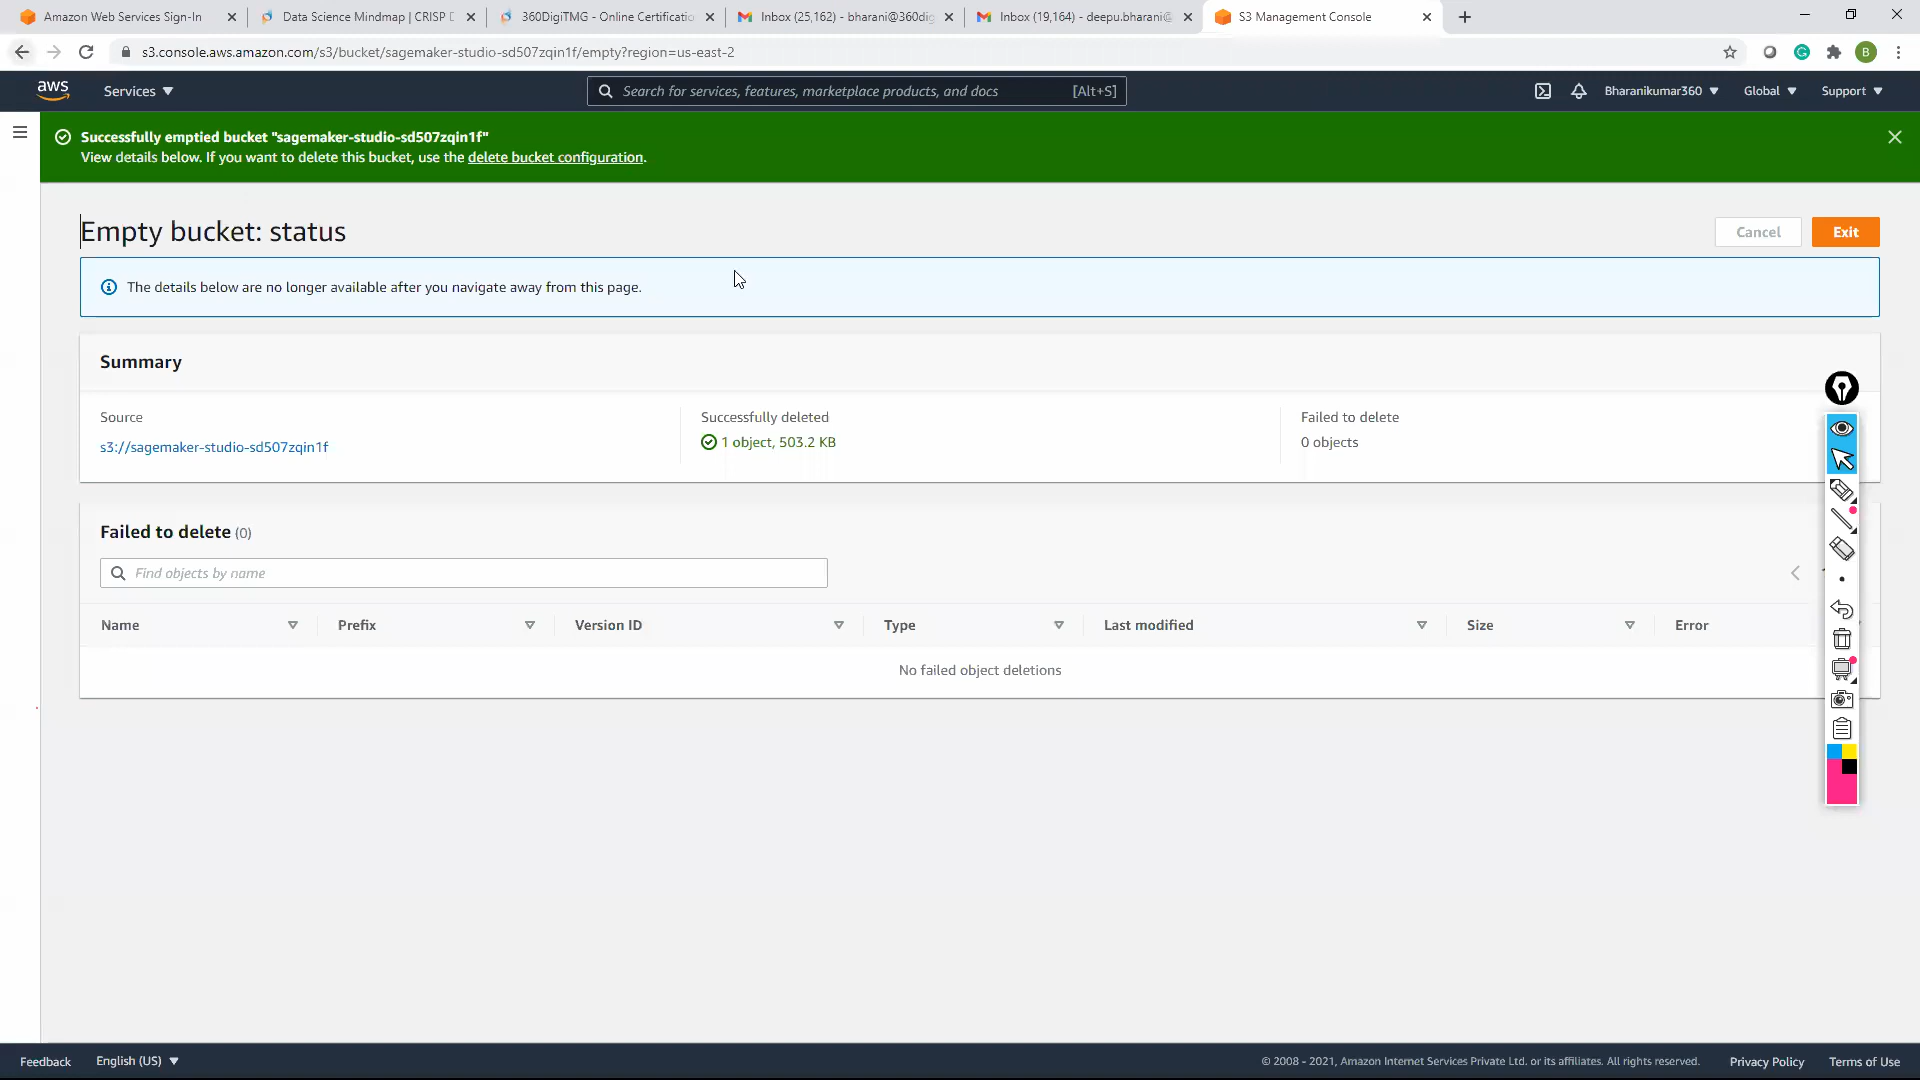 Amazon Web Services Sign-In
Data Science Mindmap | CRISP
360DigiTMG - Online Certificatio
Inbox (25,162) - bharani@360dig
Inbox (19,164) - deepu.bharani@
S3 Management Console
s3.console.aws.amazon.com/s3/bucket/sagemaker-studio-sd507zqin1f/empty?region=us-east-2
B
aws
Services
Search for services, features, marketplace products, and docs
[Alt+S]
Bharanikumar360
Global
Support
Successfully emptied bucket "sagemaker-studio-sd507zqin1f"
View details below. If you want to delete this bucket, use the delete bucket configuration.
Empty bucket: status
Cancel
Exit
The details below are no longer available after you navigate away from this page.
Summary
Source
Successfully deleted
Failed to delete
s3://sagemaker-studio-sd507zqin1f
1 object, 503.2 KB
0 objects
Failed to delete (0)
Find objects by name
Name
Prefix
Version ID
Type
Last modified
Size
Error
No failed object deletions
Feedback
English (US)
© 2008 - 2021, Amazon Internet Services Private Ltd. or its affiliates. All rights reserved.
Privacy Policy
Terms of Use